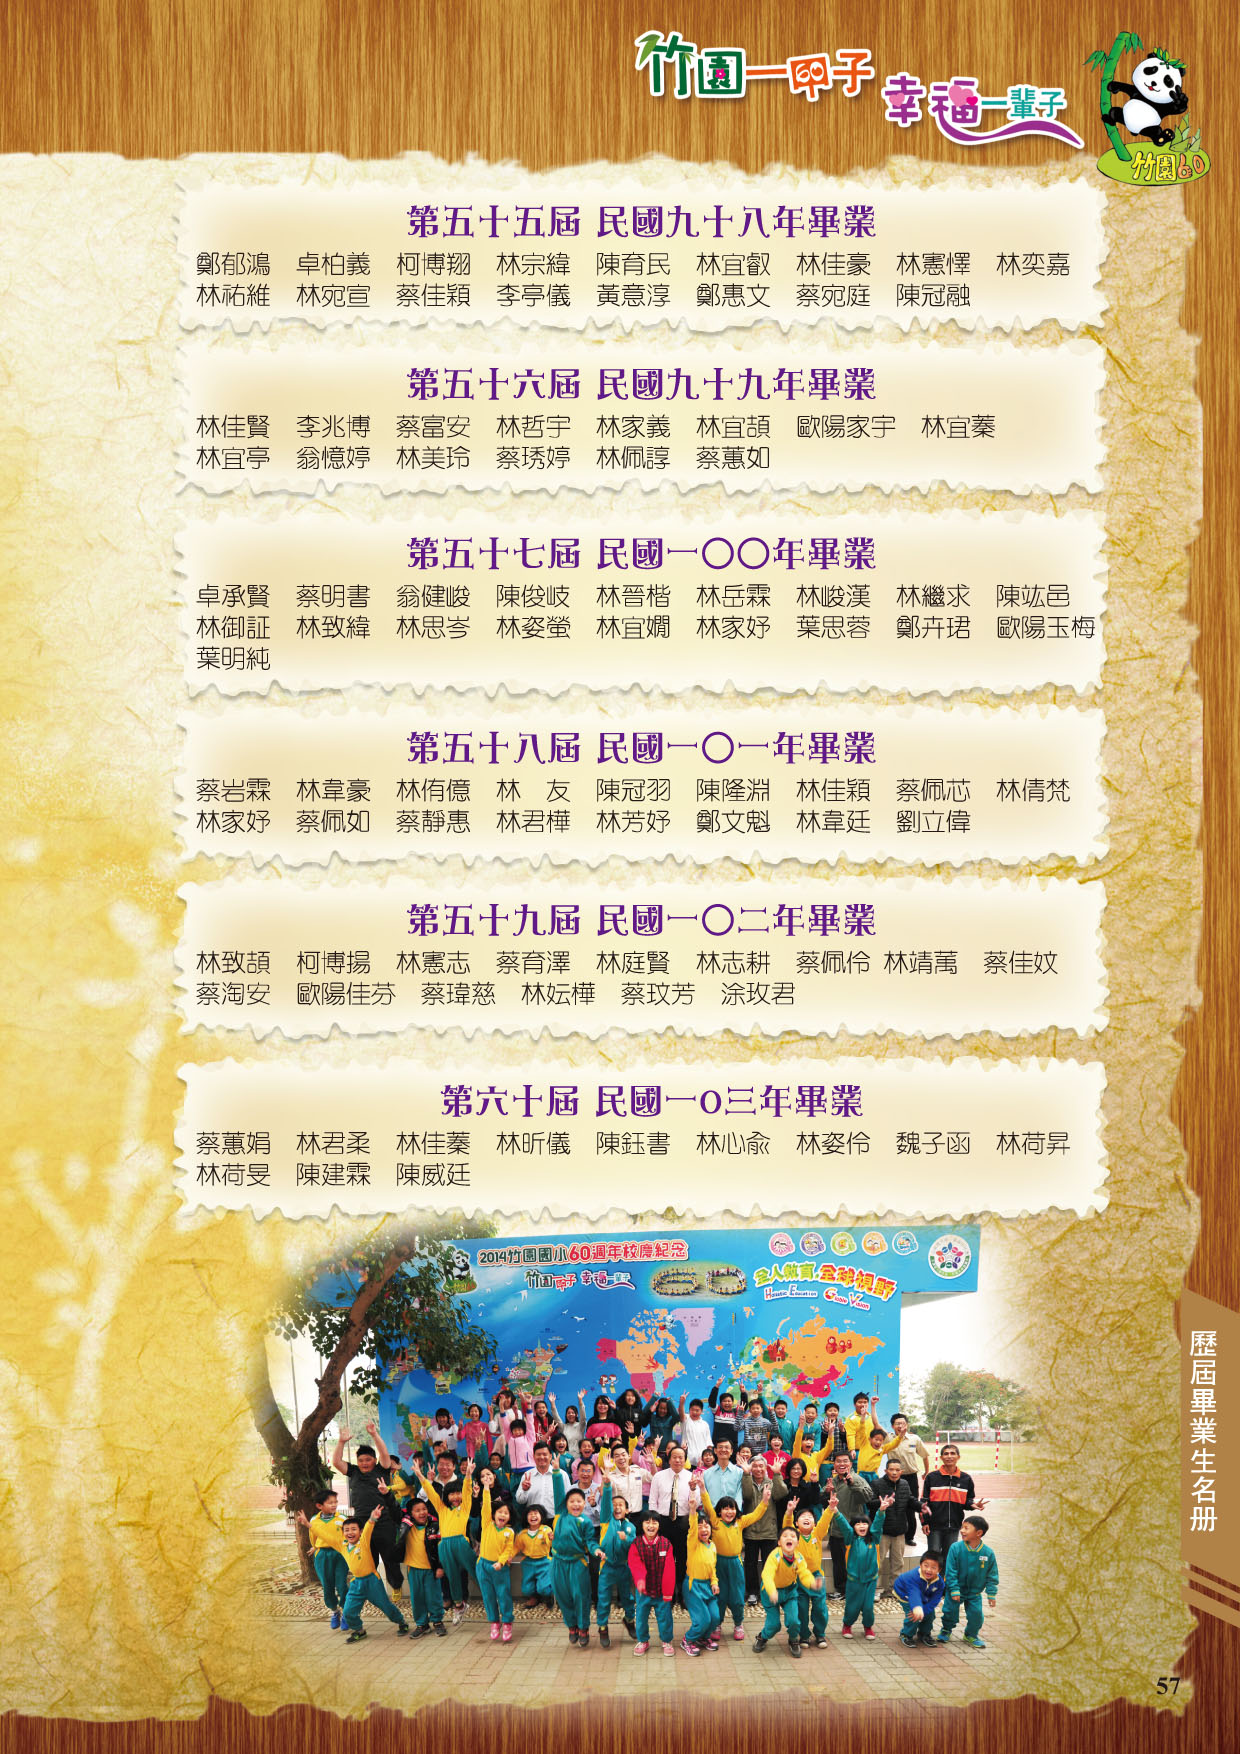 竹園一甲子
幸福一輩子
竹園60
第五十五屆 民國九十八年畢業
鄭郁鴻 卓柏義 柯博翔 林宗緯 陳育民 林宜叡 林佳豪 林憲懌 林奕嘉
林祐維 林宛宣 蔡佳穎 李亭儀 黃意淳 鄭惠文 蔡宛庭 陳冠融
第五十六屆 民國九十九年畢業
林佳賢 李兆博 蔡富安 林哲宇 林家義 林宜頡 歐陽家宇 林宜蓁
林宜亭 翁憶婷 林美玲 蔡琇婷 林佩諄 蔡蕙如
第五十七屆 民國一〇〇年畢業
卓承賢 蔡明書 翁健峻 陳俊岐 林晉楷 林岳霖 林峻漢 林繼求 陳竑邑
林御証 林致緯 林思岑 林姿螢 林宜嫺 林家妤 葉思蓉 鄭卉珺 歐陽玉梅
葉明純
第五十八屆 民國一〇一年畢業
蔡岩霖 林韋豪 林侑億 林 友 陳冠羽 陳隆淵 林佳穎 蔡佩芯 林倩梵
林家妤 蔡佩如 蔡靜惠 林君樺 林芳妤 鄭文魁 林韋廷 劉立偉
第五十九屆 民國一〇二年畢業
林致頡 柯博揚 林憲志 蔡育澤 林庭賢 林志耕 蔡佩伶 林靖萬 蔡佳妏
蔡淘安 歐陽佳芬 蔡瑋慈 林妘樺 蔡玟芳 涂玫君
第六十屆 民國一0三年畢業
蔡蕙娟 林君柔 林佳蓁 林昕儀 陳鈺書 林心俞 林姿伶 魏子函 林荷昇
林荷旻 陳建霖 陳威廷
2014竹園國小60週年校慶紀念
竹園一甲子 幸福一輩子
60
全人教育,全球視野
Holistic Education Global Vision
歷屆畢業生名册
57